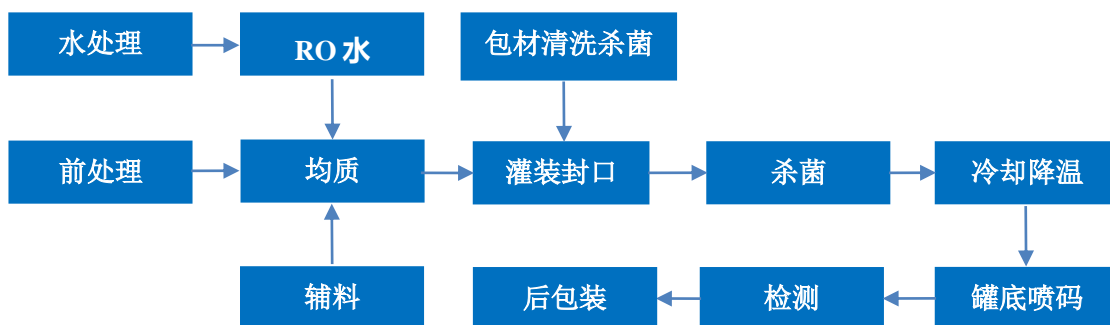 水处理
RO 水
包材清洗杀菌
前处理
均质
灌装封口
杀菌
冷却降温
辅料
后包装
检测
罐底喷码